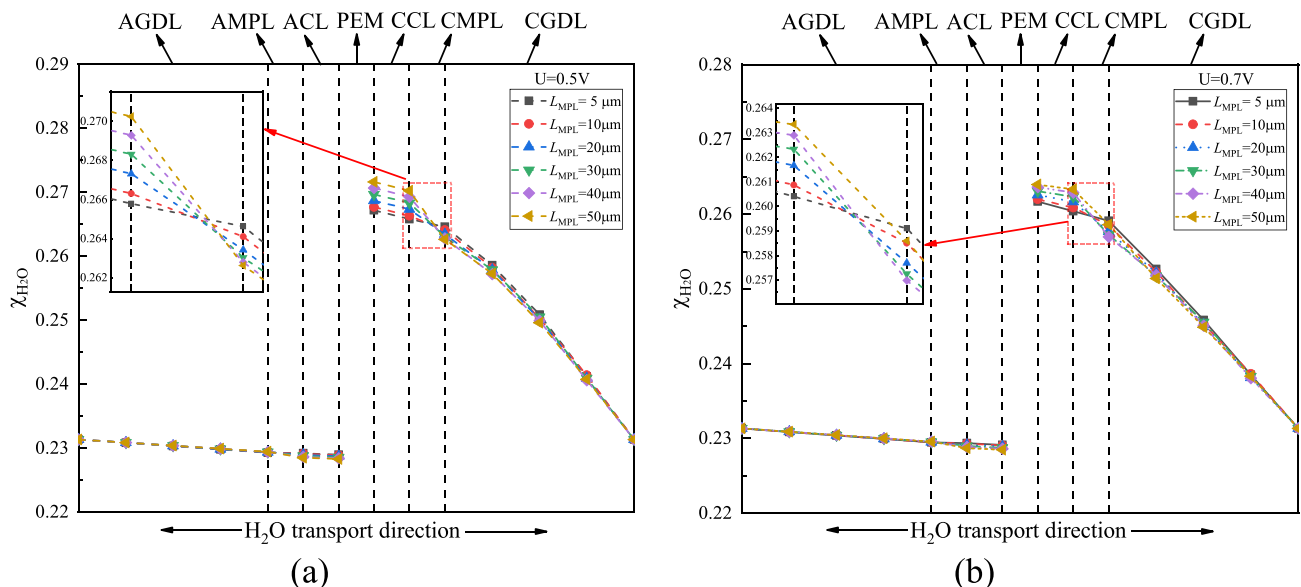 AGDL AMPL ACL PEM CCL CMPL CGDL
0.29
0.28
0.27
0.26
0.25
0.24
0.23
0.22
χH2O
U=0.5V
LMPL= 5 μm
LMPL=10μm
LMPL=20μm
LMPL=30μm
LMPL=40μm
LMPL=50μm
0.270
0.268
0.266
0.264
0.262
H2O transport direction
(a)
AGDL AMPL ACL PEM CCL CMPL CGDL
0.28
0.27
0.26
0.25
0.24
0.23
0.22
χH2O
U=0.7V
LMPL= 5 μm
LMPL=10μm
LMPL=20μm
LMPL=30μm
LMPL=40μm
LMPL=50μm
0.264
0.263
0.262
0.261
0.260
0.259
0.258
0.257
H2O transport direction
(b)